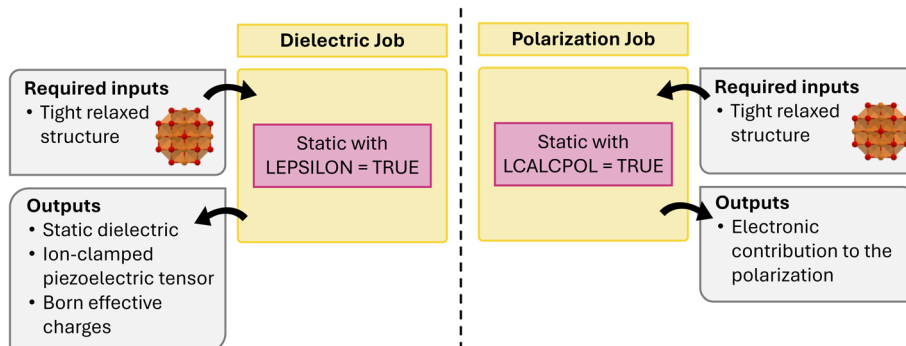 Dielectric Job
Required inputs
• Tight relaxed
structure
Static with
LEPSILON = TRUE
Outputs
• Static dielectric
• Ion-clamped
piezoelectric tensor
• Born effective
charges
Polarization Job
Required inputs
• Tight relaxed
structure
Static with
LCALCPOL = TRUE
Outputs
• Electronic
contribution to the
polarization